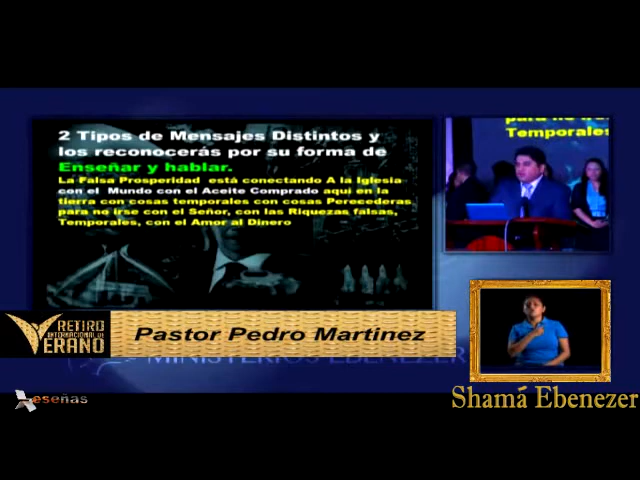 2 Tipos de Mensajes Distintos y
los reconocerás por su forma de
Enseñar y hablar.
La Falsa Prosperidad está conectando A la Iglesia
con el Mundo con el Aceite Comprado aqui en la
tierra con cosas temporales con cosas Perecederas
para no irse con el Señor, con las Riquezas falsas,
Temporales, con el Amor al Dinero
Temporales
RETIRO
INTERNACIONAL DE
VERANO
Pastor Pedro Martinez
MINISTERIOS EBENEZER
Reseñas
Shamá Ebenezer